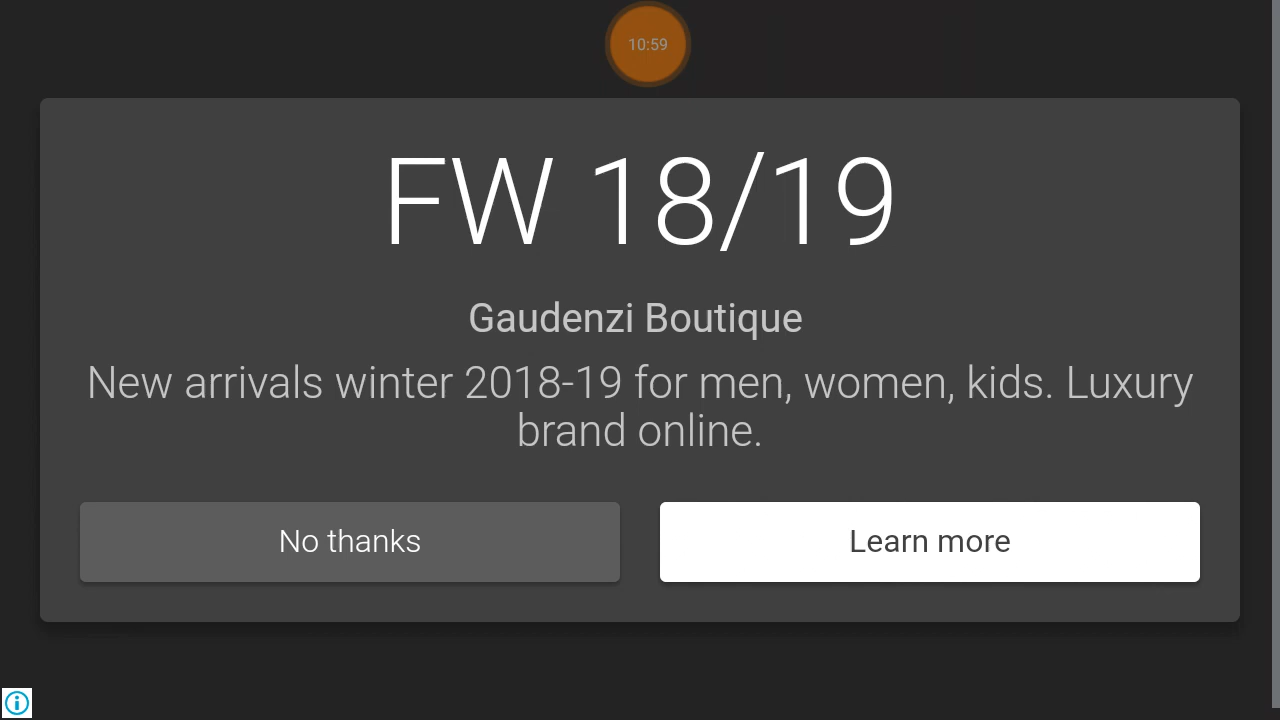 10:59
FW 18/19
Gaudenzi Boutique
New arrivals winter 2018-19 for men, women, kids. Luxury
brand online.
No thanks
Learn more